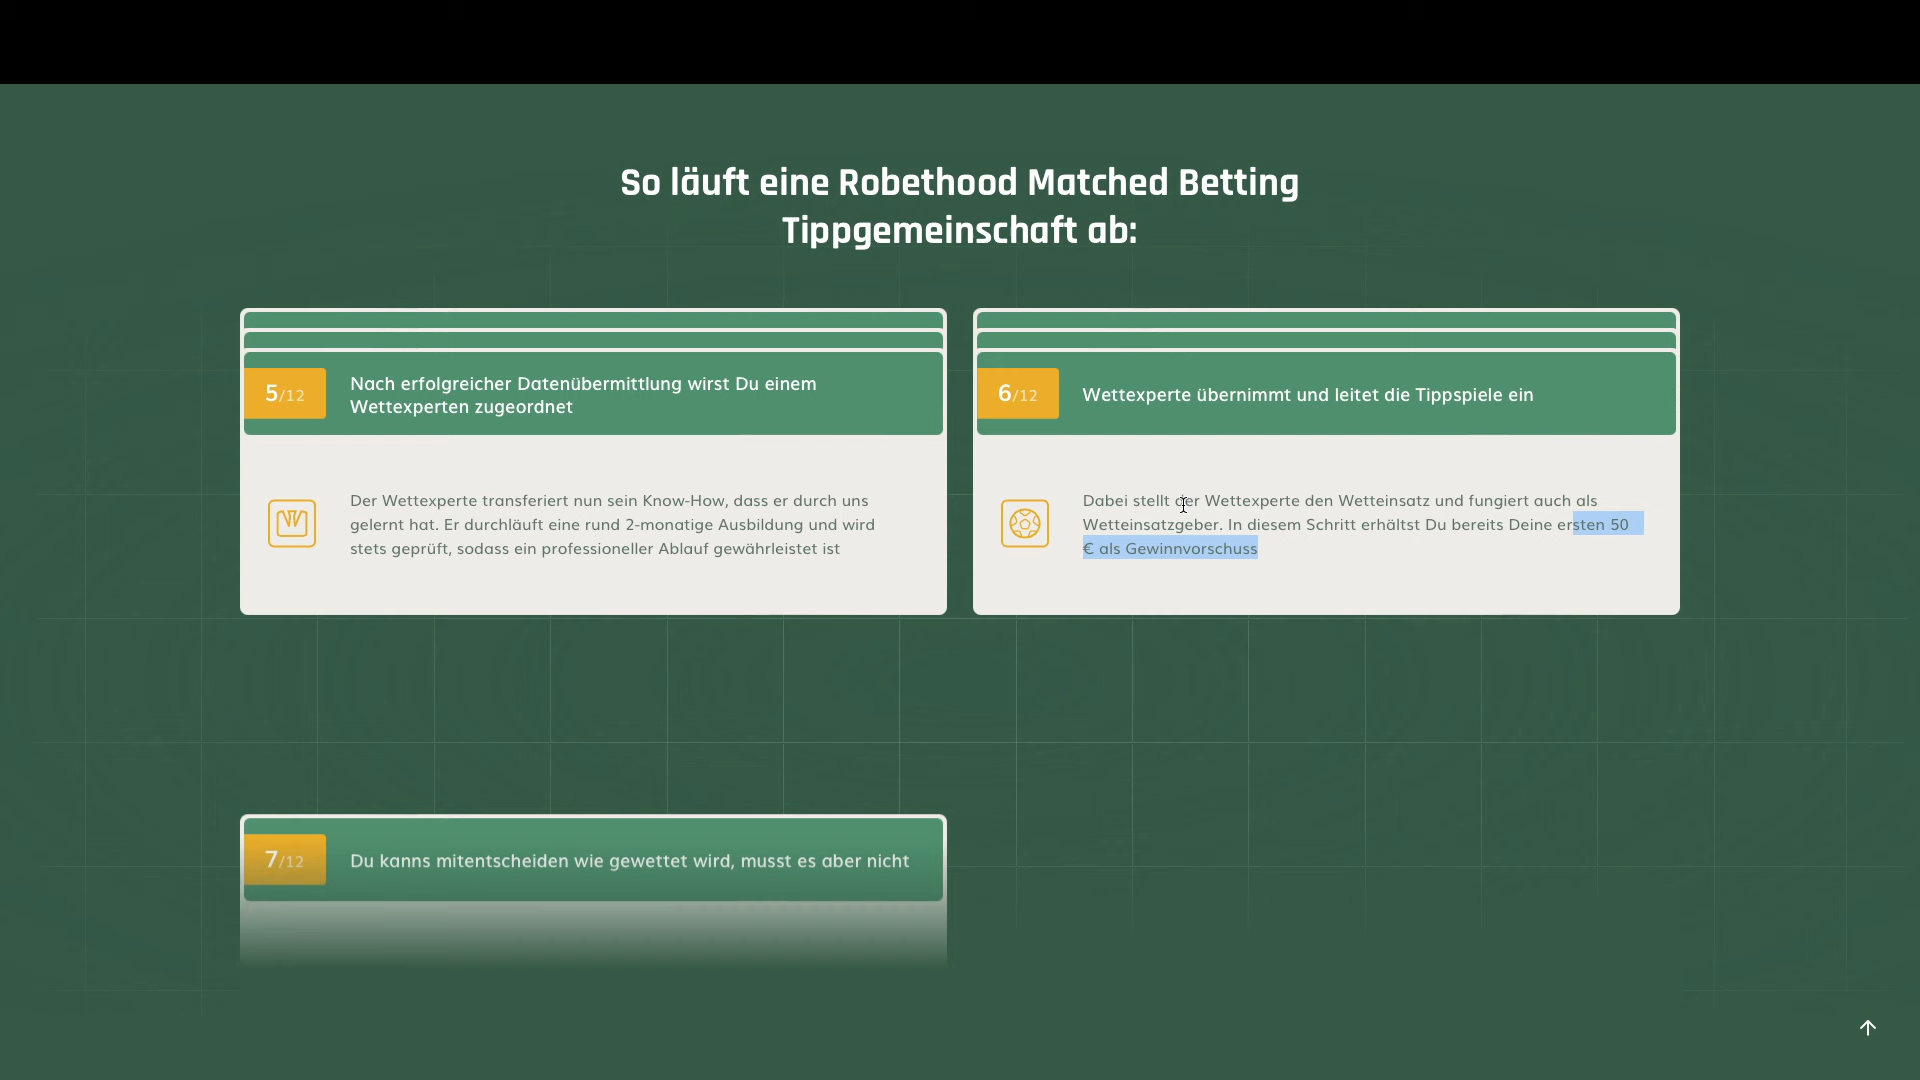 So läuft eine Robethood Matched Betting
Tippgemeinschaft ab:
5/12
Nach erfolgreicher Datenübermittlung wirst Du einem
Wettexperten zugeordnet
Der Wettexperte transferiert nun sein Know-How, dass er durch uns
gelernt hat. Er durchläuft eine rund 2-monatige Ausbildung und wird
stets geprüft, sodass ein professioneller Ablauf gewährleistet ist
6/12
Wettexperte übernimmt und leitet die Tippspiele ein
Dabei stellt der Wettexperte den Wetteinsatz und fungiert auch als
Wetteinsatzgeber. In diesem Schritt erhältst Du bereits Deine ersten 50
€ als Gewinnvorschuss
7/12
Du kanns mitentscheiden wie gewettet wird, musst es aber nicht